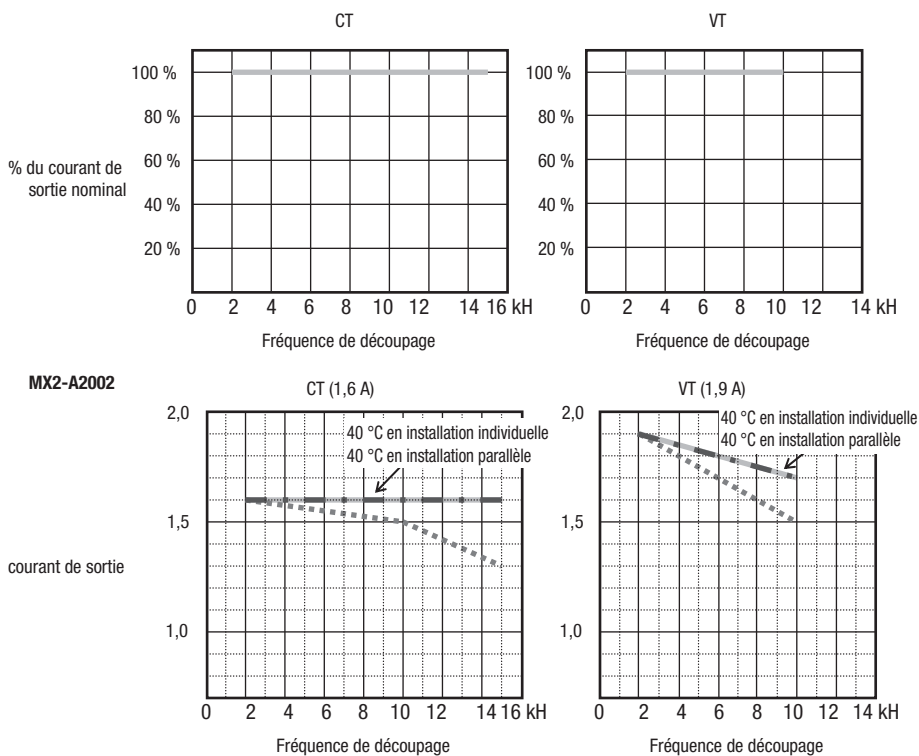 CT
VT
100 %
80 %
60 %
40 %
20 %
% du courant de
sortie nominal
0 2 4 6 8 10 12 14 16 kH
Fréquence de découpage
100 %
80 %
60 %
40 %
20 %
0 2 4 6 8 10 12 14 kH
Fréquence de découpage
MX2-A2002
CT (1,6 A)
2,0
1,5
1,0
40 °C en installation individuelle
40 °C en installation parallèle
courant de sortie
0 2 4 6 8 10 12 14 16 kH
Fréquence de découpage
VT (1,9 A)
2,0
1,5
1,0
40 °C en installation individuelle
40 °C en installation parallèle
0 2 4 6 8 10 12 14 kH
Fréquence de découpage